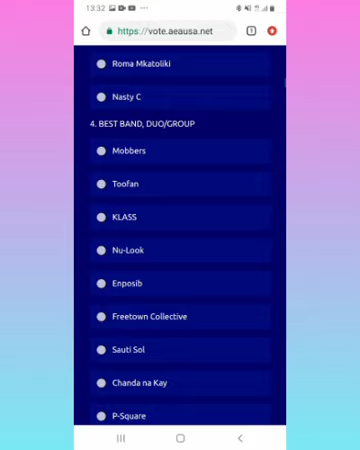 13:32
https://vote.aeausa.net
1
Roma Mkatoliki
Nasty C
4. BEST BAND, DUO/GROUP
Mobbers
Toofan
KLASS
Nu-Look
Enposib
Freetown Collective
Sauti Sol
Chanda na Kay
P-Square